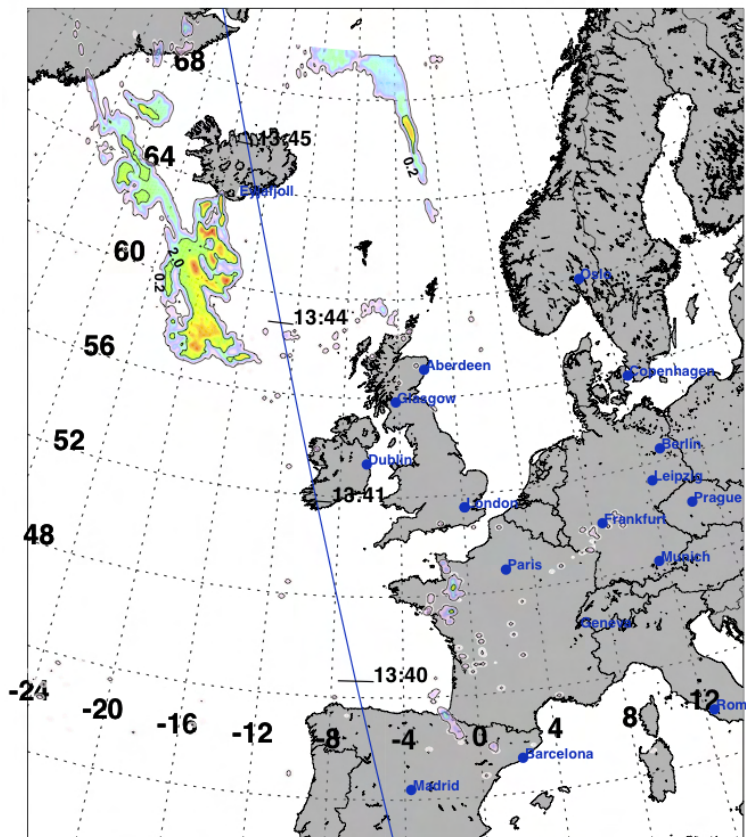 68
13:45
64
0.2
Eyjafjoll
60
2.0
Oslo
0.2
13:44
56
Aberdeen
Copenhagen
Glasgow
52
Berlin
Dublin
Leipzig
13:41
Prague
London
Frankfurt
48
Munich
Paris
Geneva
13:40
-24
-20
-16
-12
-8
-4
0
4
8
12
Rom
Barcelona
Madrid